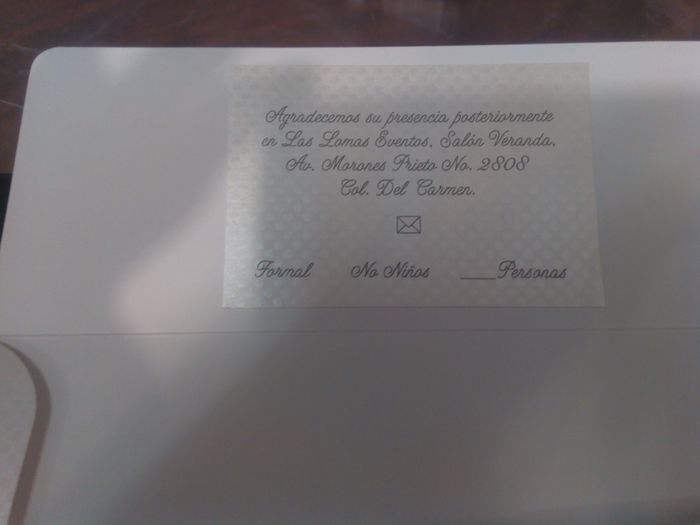 Agradecemos su presencia posteriormente
en Las Lomas Eventos, Salón Veranda,
Av. Morones Prieto No. 2808
Col. Del Carmen.
Formal No Niños ____Personas